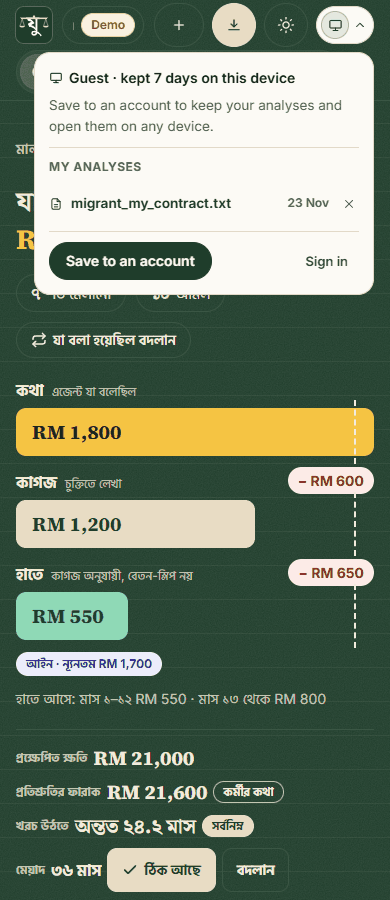 যু
Demo
Guest · kept 7 days on this device
Save to an account to keep your analyses and
open them on any device.
MY ANALYSES
migrant_my_contract.txt 23 Nov
Save to an account Sign in
যা বলা হয়েছিল বদলান
কথা এজেন্ট যা বলেছিল
RM 1,800
কাগজ চুক্তিতে লেখা – RM 600
RM 1,200
হাতে কাগজ অনুযায়ী, বেতন-স্লিপ নয় – RM 650
RM 550
আইন · ন্যূনতম RM 1,700
হাতে আসে: মাস ১–১২ RM 550 · মাস ১৩ থেকে RM 800
প্রক্ষেপিত ক্ষতি RM 21,000
প্রতিশ্রুতির ফারাক RM 21,600 কর্মীর কথা
খরচ উঠতে অন্তত ২৪.২ মাস সর্বনিম্ন
মেয়াদ ৩৬ মাস ঠিক আছে বদলান